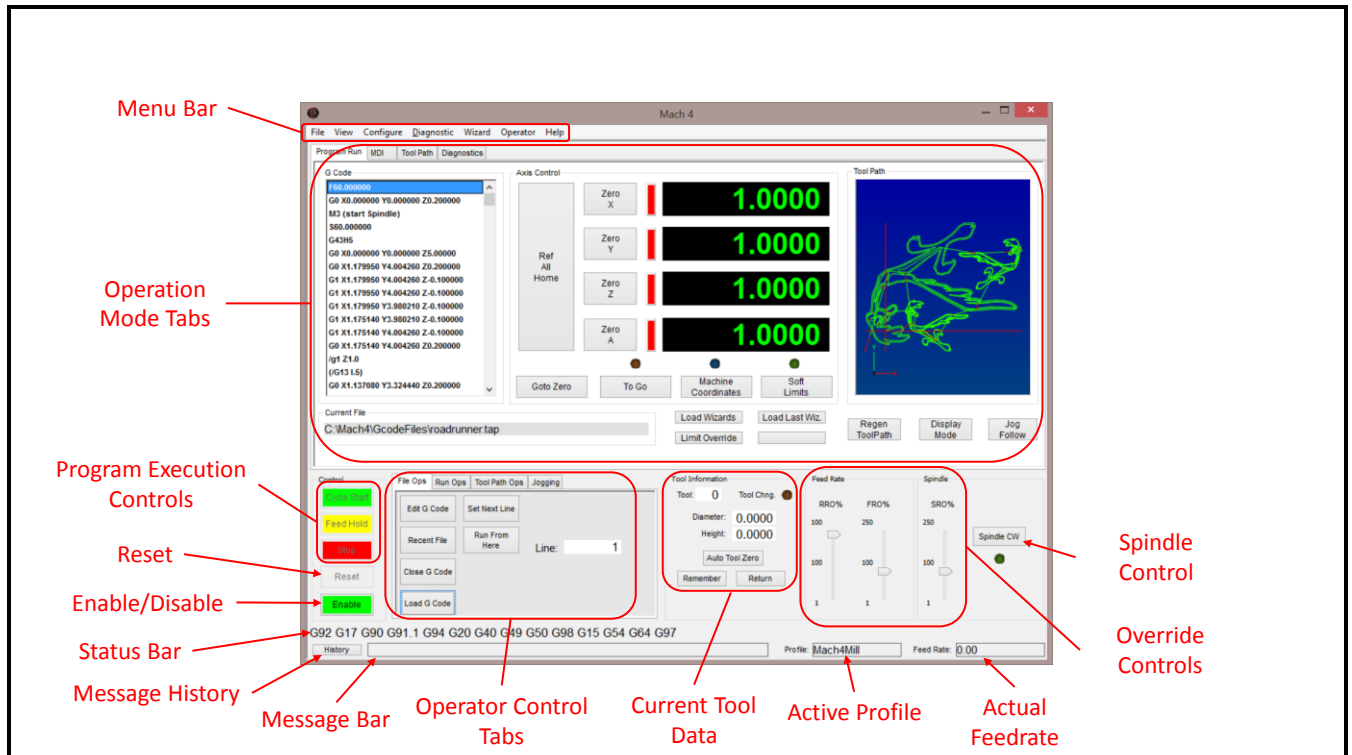 Menu Bar
Mach 4
File View Configure Diagnostic Wizard Operator Help
Program Run MDI Tool Path Diagnostics
G Code
F60.000000
G0 X0.000000 Y0.000000 Z0.200000
M3 (start Spindle)
S60.000000
G43H5
G0 X0.000000 Y0.000000 Z5.00000
G0 X1.179950 Y4.004260 Z0.200000
G1 X1.179950 Y4.004260 Z-0.100000
G1 X1.179950 Y4.004260 Z-0.100000
G1 X1.179950 Y3.980210 Z-0.100000
G1 X1.175140 Y3.980210 Z-0.100000
G1 X1.175140 Y4.004260 Z-0.100000
G0 X1.175140 Y4.004260 Z0.200000
/g1 Z1.0
(/G13 I.5)
G0 X1.137080 Y3.324440 Z0.200000
Axis Control
Ref
All
Home
Zero
X
1.0000
Zero
Y
1.0000
Zero
Z
1.0000
Zero
A
1.0000
Goto Zero
To Go
Machine
Coordinates
Soft
Limits
Tool Path
Y
Operation
Mode Tabs
Current File
C:\Mach4\GcodeFiles\roadrunner.tap
Load Wizards
Load Last Wiz.
Limit Override
Regen
ToolPath
Display
Mode
Jog
Follow
Program Execution
Controls
Control
Cycle Start
Feed Hold
Stop
Reset
Reset
Enable/Disable
Enable
File Ops Run Ops Tool Path Ops Jogging
Edit G Code
Set Next Line
Recent File
Run From
Here
Line: 1
Close G Code
Load G Code
Tool Information
Tool: 0 Tool Chng.
Diameter: 0.0000
Height: 0.0000
Auto Tool Zero
Remember
Return
Feed Rate
RRO% FRO%
100 250
100 100
1 1
Spindle
SRO%
250
100
1
Spindle CW
Spindle
Control
G92 G17 G90 G91.1 G94 G20 G40 G49 G50 G98 G15 G54 G64 G97
Status Bar
History
Profile: Mach4Mill
Feed Rate: 0.00
Override
Controls
Message History
Message Bar
Operator Control
Tabs
Current Tool
Data
Active Profile
Actual
Feedrate